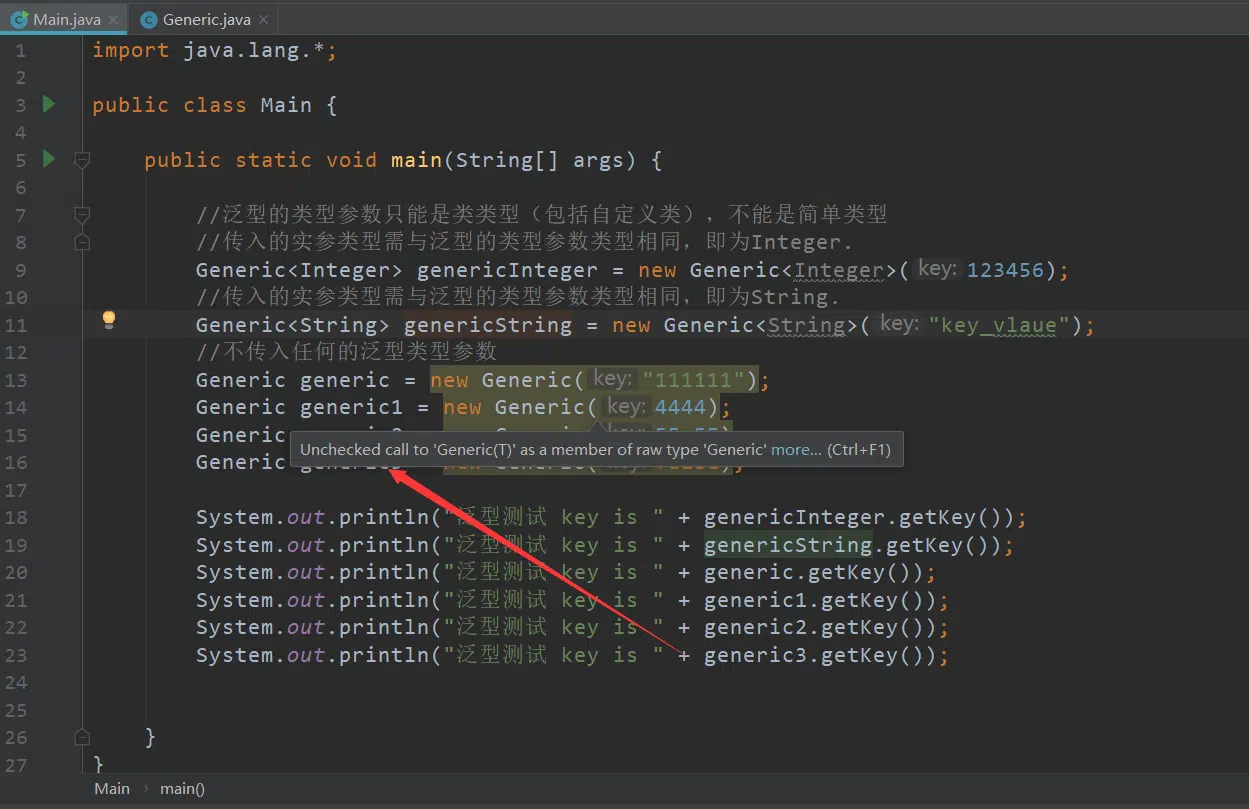 Main.java Generic.java
1 import java.lang.*;
2
3 public class Main {
4
5 public static void main(String[] args) {
6
7 //泛型的类型参数只能是类类型（包括自定义类），不能是简单类型
8 //传入的实参类型需与泛型的类型参数类型相同，即为Integer.
9 Generic<Integer> genericInteger = new Generic<Integer>( key: 123456);
10 //传入的实参类型需与泛型的类型参数类型相同，即为String.
11 Generic<String> genericString = new Generic<String>( key: "key_vlaue");
12 //不传入任何的泛型类型参数
13 Generic generic = new Generic( key: "111111");
14 Generic generic1 = new Generic( key: 4444);
15 Generic
Unchecked call to 'Generic(T)' as a member of raw type 'Generic' more... (Ctrl+F1)
16 Generic
17
18 System.out.println("泛型测试 key is " + genericInteger.getKey());
19 System.out.println("泛型测试 key is " + genericString.getKey());
20 System.out.println("泛型测试 key is " + generic.getKey());
21 System.out.println("泛型测试 key is " + generic1.getKey());
22 System.out.println("泛型测试 key is " + generic2.getKey());
23 System.out.println("泛型测试 key is " + generic3.getKey());
24
25
26 }
27 }
Main › main()